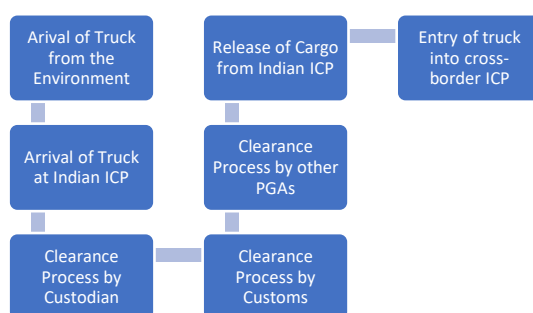 Arival of Truck
from the
Environment
Arrival of Truck
at Indian ICP
Clearance
Process by
Custodian
Clearance
Process by
Customs
Clearance
Process by other
PGAs
Release of Cargo
from Indian ICP
Entry of truck
into cross-
border ICP